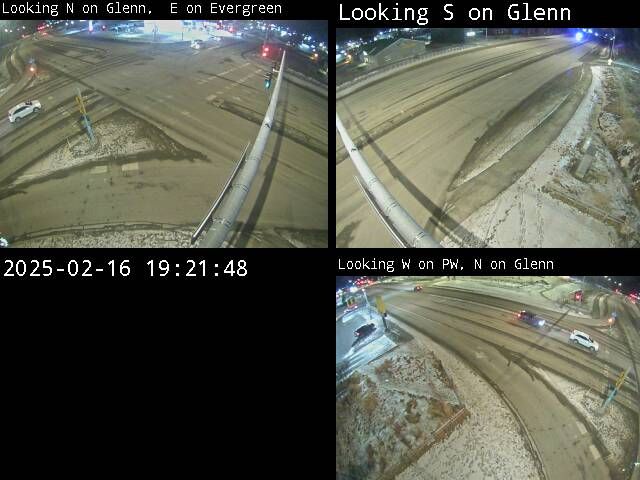 Looking N on Glenn,  E on Evergreen
Looking S on Glenn
2025-02-16 19:21:48
Looking W on PW, N on Glenn